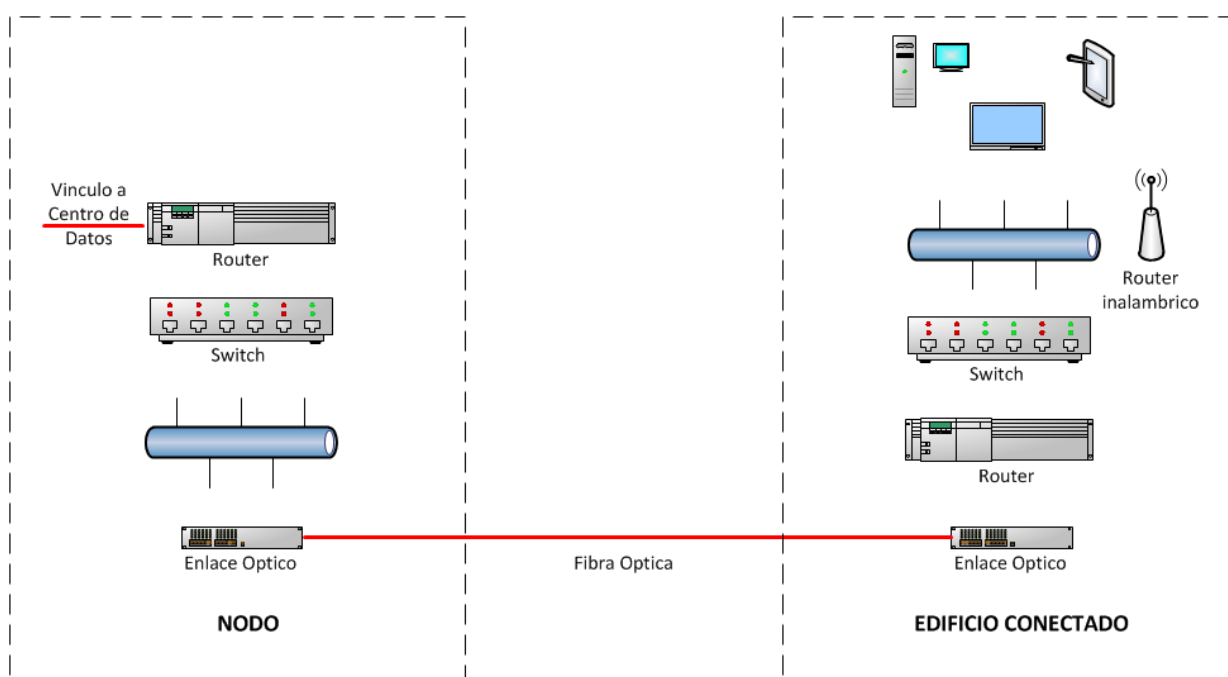 Vinculo a
Centro de
Datos
Router
Switch
Enlace Optico
NODO
Fibra Optica
Router
inalambrico
Switch
Router
Enlace Optico
EDIFICIO CONECTADO